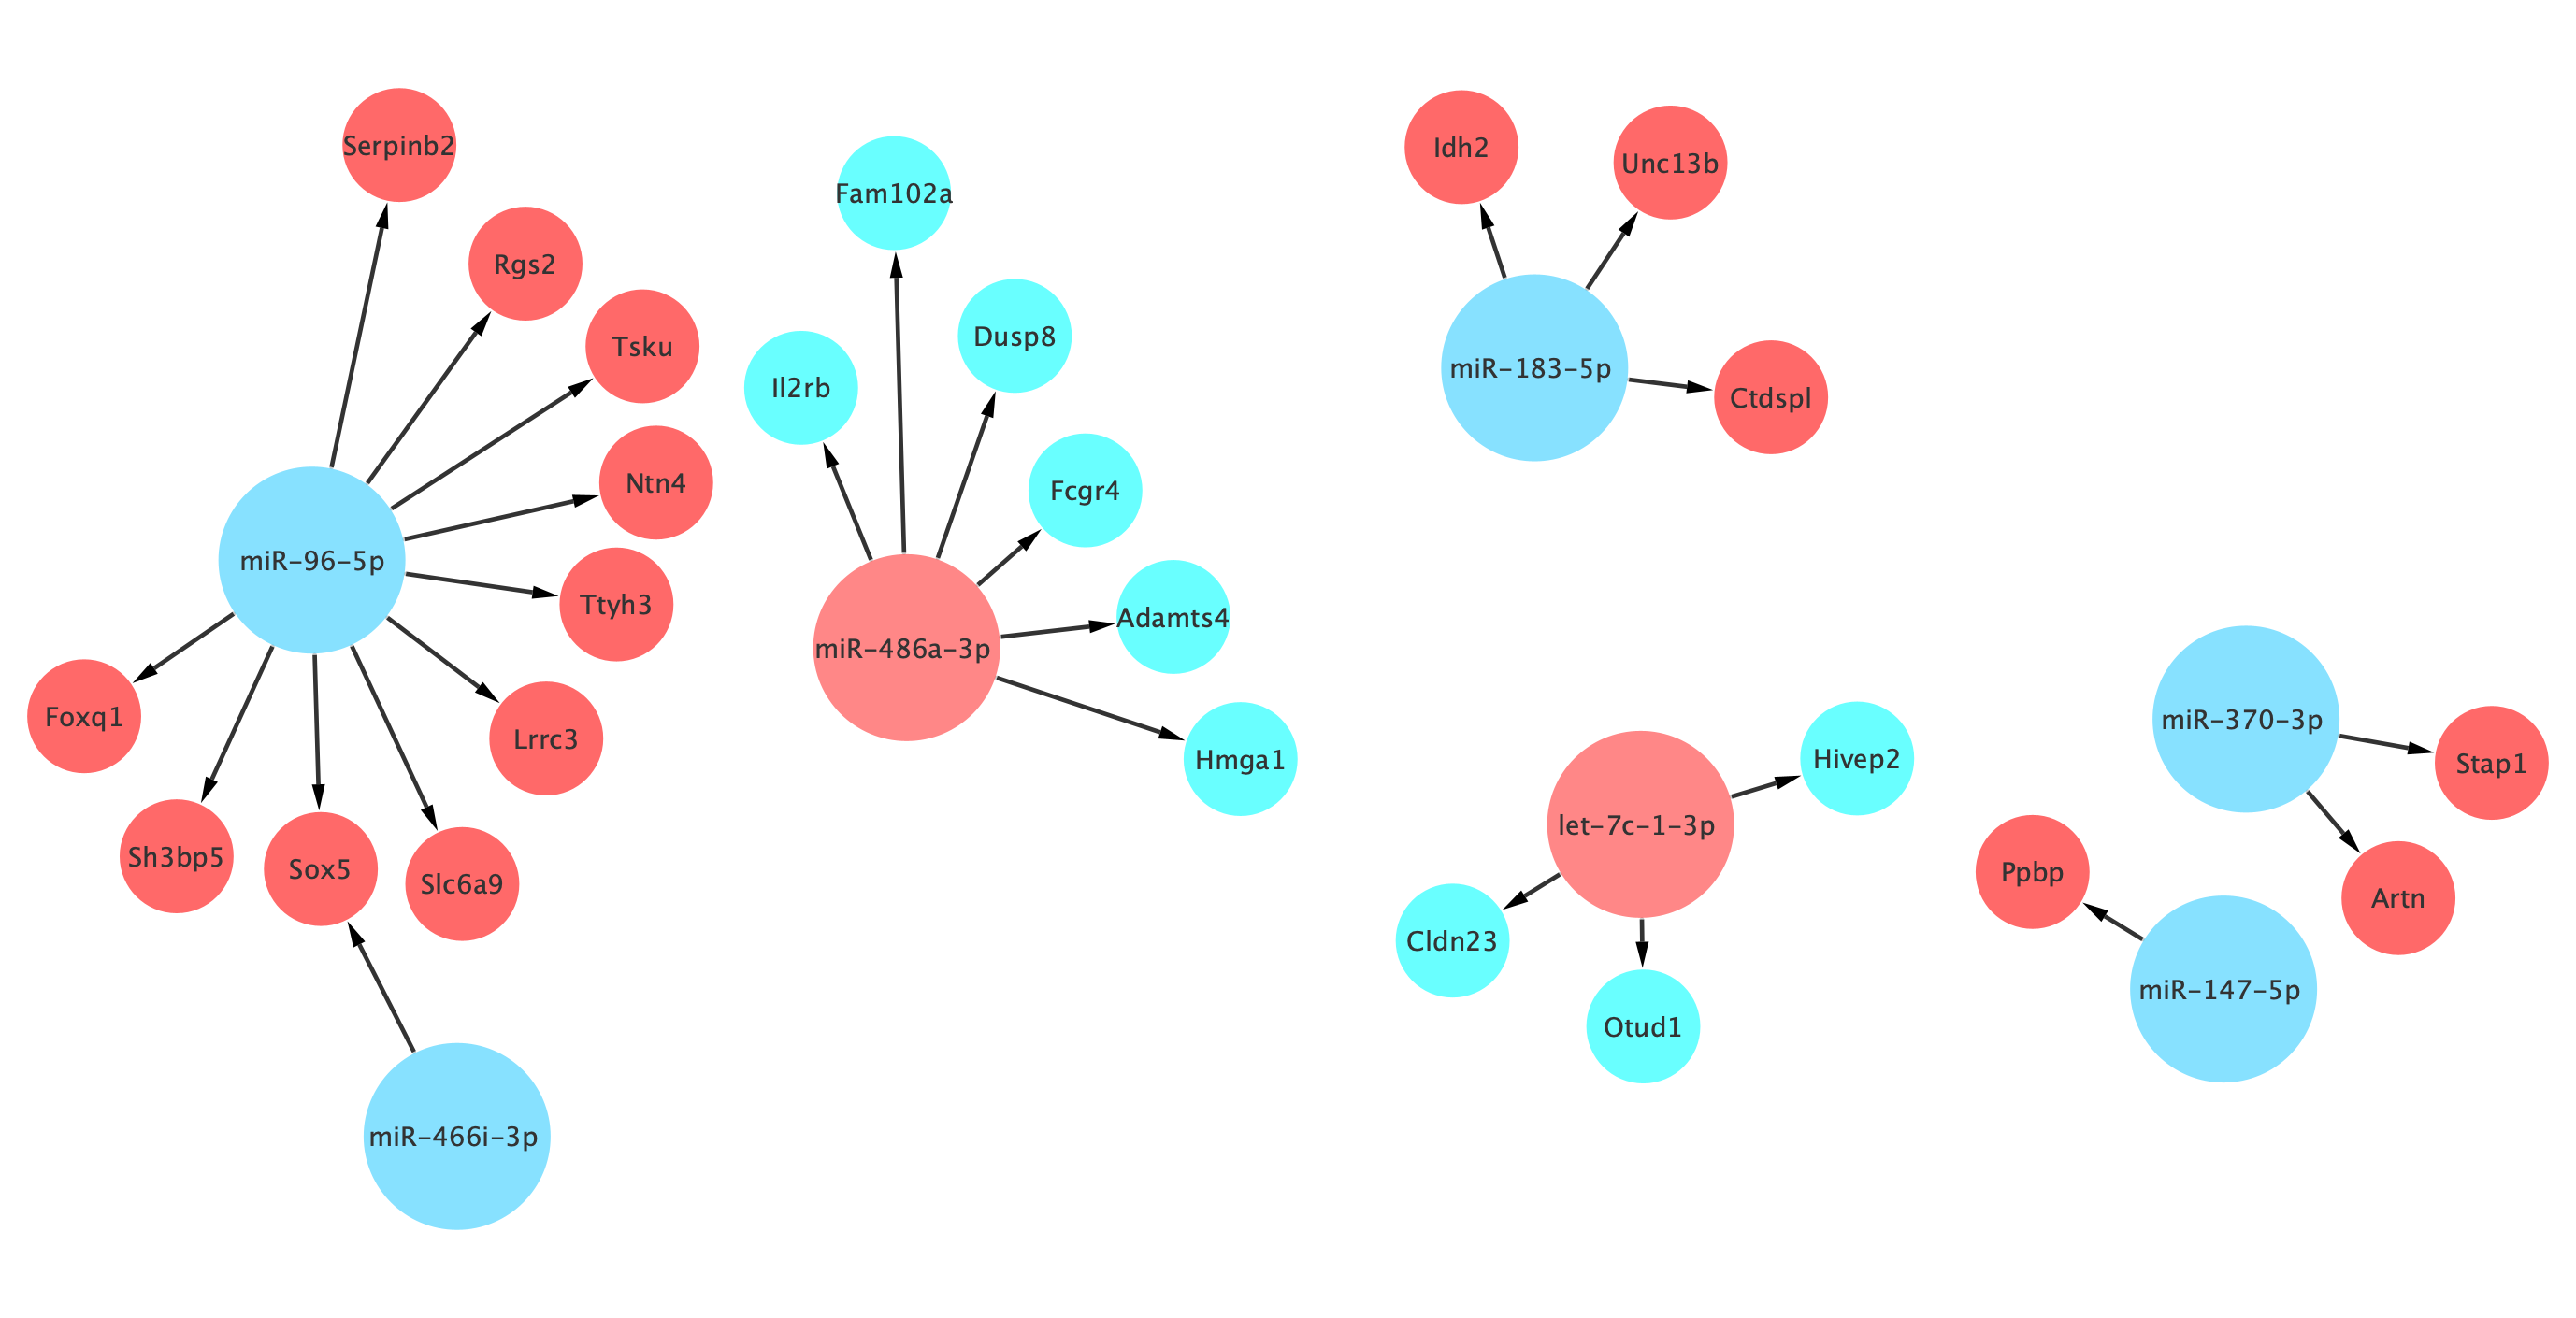 Serpinb2
Rgs2
Tsku
Ntn4
miR-96-5p
Ttyh3
Foxq1
Lrrc3
Sh3bp5
Sox5
Slc6a9
miR-466i-3p
Fam102a
Dusp8
Il2rb
Fcgr4
Adamts4
miR-486a-3p
Hmga1
Idh2
Unc13b
miR-183-5p
Ctdspl
Hivep2
let-7c-1-3p
Cldn23
Otud1
miR-370-3p
Stap1
Ppbp
Artn
miR-147-5p